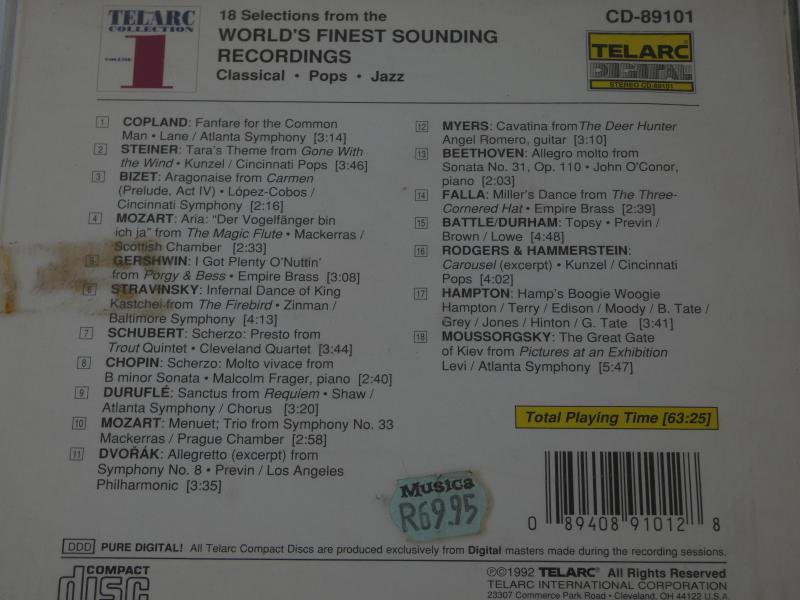 TELARC
COLLECTION
VOLUME
1
18 Selections from the
WORLD'S FINEST SOUNDING
RECORDINGS
Classical • Pops • Jazz
CD-89101
TELARC
DIGITAL
STEREO CD-89101
1 COPLAND: Fanfare for the Common
Man • Lane / Atlanta Symphony [3:14]
2 STEINER: Tara's Theme from Gone With
the Wind • Kunzel / Cincinnati Pops [3:46]
3 BIZET: Aragonaise from Carmen
(Prelude, Act IV) • López-Cobos /
Cincinnati Symphony [2:16]
4 MOZART: Aria: "Der Vogelfänger bin
ich ja" from The Magic Flute • Mackerras /
Scottish Chamber [2:33]
5 GERSHWIN: I Got Plenty O'Nuttin'
from Porgy & Bess • Empire Brass [3:08]
6 STRAVINSKY: Infernal Dance of King
Kastchei from The Firebird • Zinman /
Baltimore Symphony [4:13]
7 SCHUBERT: Scherzo: Presto from
Trout Quintet • Cleveland Quartet [3:44]
8 CHOPIN: Scherzo: Molto vivace from
B minor Sonata • Malcolm Frager, piano [2:40]
9 DURUFLÉ: Sanctus from Requiem • Shaw /
Atlanta Symphony / Chorus [3:20]
10 MOZART: Menuet; Trio from Symphony No. 33
Mackerras / Prague Chamber [2:58]
11 DVOŘÁK: Allegretto (excerpt) from
Symphony No. 8 • Previn / Los Angeles
Philharmonic [3:35]
12 MYERS: Cavatina from The Deer Hunter
Angel Romero, guitar [3:10]
13 BEETHOVEN: Allegro molto from
Sonata No. 31, Op. 110 • John O'Conor,
piano [2:03]
14 FALLA: Miller's Dance from The Three-
Cornered Hat • Empire Brass [2:39]
15 BATTLE/DURHAM: Topsy • Previn /
Brown / Lowe [4:48]
16 RODGERS & HAMMERSTEIN:
Carousel (excerpt) • Kunzel / Cincinnati
Pops [4:02]
17 HAMPTON: Hamp's Boogie Woogie
Hampton / Terry / Edison / Moody / B. Tate /
Grey / Jones / Hinton / G. Tate [3:41]
18 MOUSSORGSKY: The Great Gate
of Kiev from Pictures at an Exhibition
Levi / Atlanta Symphony [5:47]
Total Playing Time [63:25]
Musica
R69.95
0 89408 91012 8
DDD PURE DIGITAL! All Telarc Compact Discs are produced exclusively from Digital masters made during the recording sessions.
COMPACT
disc
℗©1992 TELARC® All Rights Reserved
TELARC INTERNATIONAL CORPORATION
23307 Commerce Park Road • Cleveland, OH 44122 U.S.A.